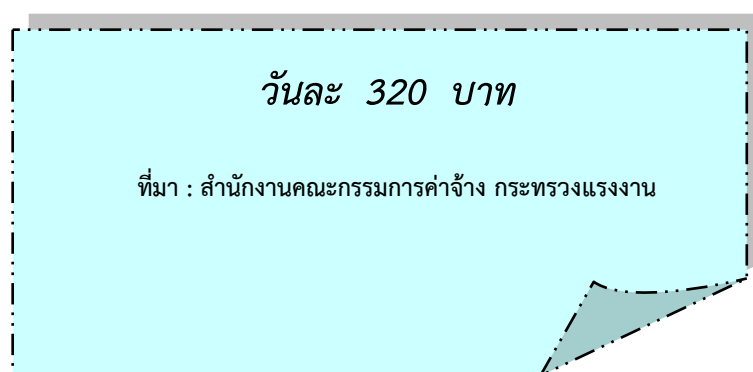 วันละ 320 บาท
ที่มา : สำนักงานคณะกรรมการค่าจ้าง กระทรวงแรงงาน